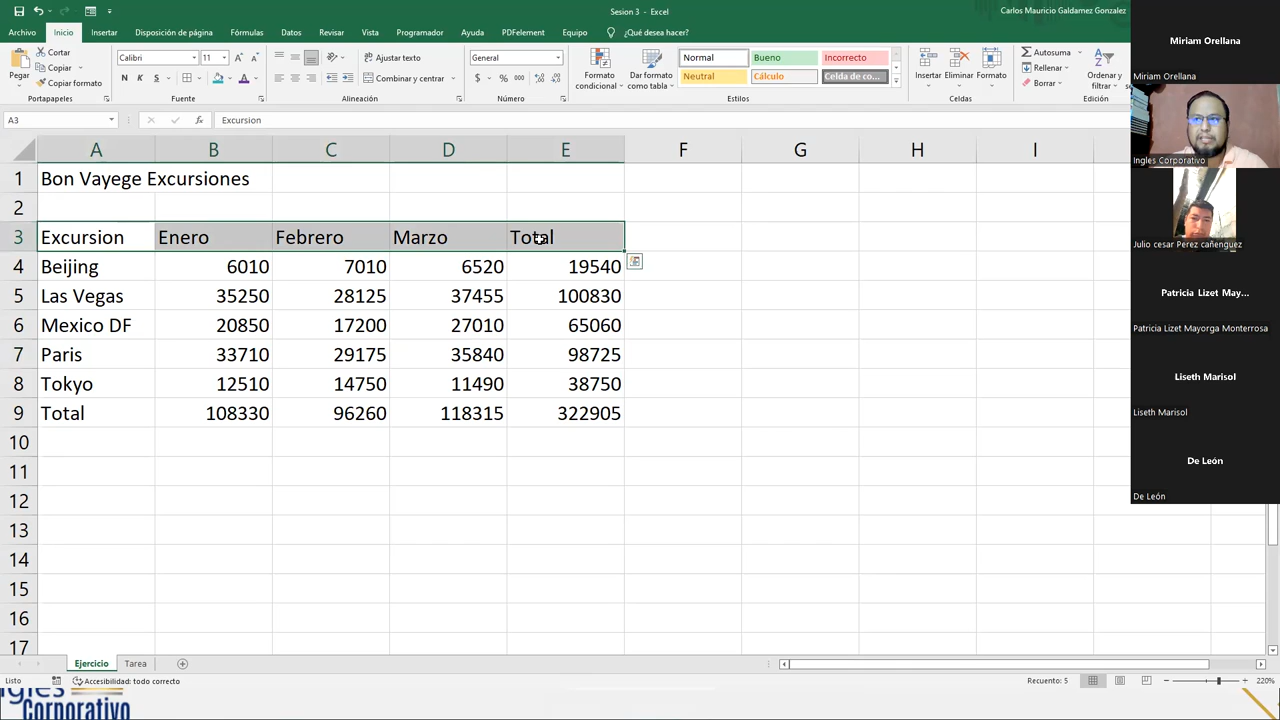 Sesion 3 - Excel
Carlos Mauricio Galdamez Gonzalez
Archivo Inicio Insertar Disposición de página Fórmulas Datos Revisar Vista Programador Ayuda PDFelement Equipo ¿Qué desea hacer?
Pegar
Cortar
Copiar
Copiar formato
Portapapeles
Calibri 11
N K S
Fuente
Ajustar texto
Combinar y centrar
Alineación
General
$ % 000
Número
Formato condicional
Dar formato como tabla
Normal Bueno Incorrecto
Neutral Cálculo Celda de co...
Estilos
Insertar Eliminar Formato
Celdas
Autosuma
Rellenar
Borrar
Ordenar y filtrar
Edición
A3 fx Excursion
A B C D E F G H I
1 Bon Vayege Excursiones
2
3 Excursion Enero Febrero Marzo Total
4 Beijing 6010 7010 6520 19540
5 Las Vegas 35250 28125 37455 100830
6 Mexico DF 20850 17200 27010 65060
7 Paris 33710 29175 35840 98725
8 Tokyo 12510 14750 11490 38750
9 Total 108330 96260 118315 322905
10
11
12
13
14
15
16
17
Ejercicio Tarea
Listo Accesibilidad: todo correcto Recuento: 5 220%
Ingles
Corporativo
Miriam Orellana
Miriam Orellana
Ingles Corporativo
Julio cesar Perez cañenguez
Patricia Lizet May...
Patricia Lizet Mayorga Monterrosa
Liseth Marisol
Liseth Marisol
De León
De León